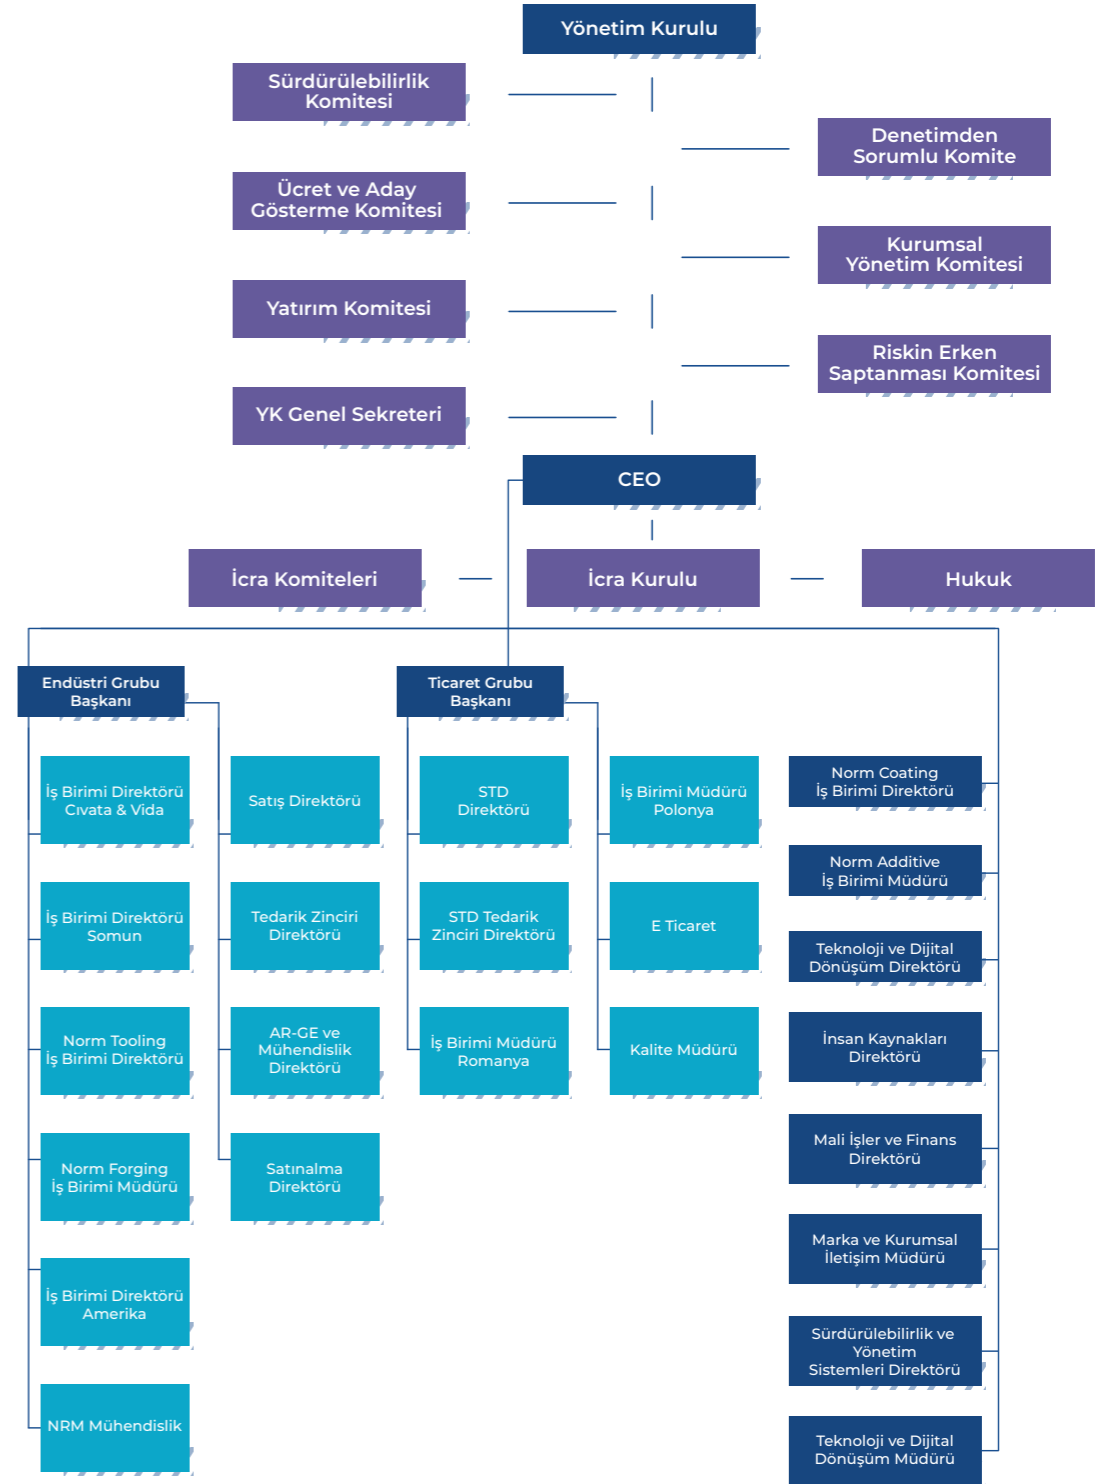 Yönetim Kurulu
Sürdürülebilirlik
Komitesi
Denetimden
Sorumlu Komite
Ücret ve Aday
Gösterme Komitesi
Kurumsal
Yönetim Komitesi
Yatırım Komitesi
Riskin Erken
Saptanması Komitesi
YK Genel Sekreteri
CEO
İcra Komiteleri
İcra Kurulu
Hukuk
Endüstri Grubu
Başkanı
Ticaret Grubu
Başkanı
İş Birimi Direktörü
Cıvata & Vida
İş Birimi Direktörü
Somun
Norm Tooling
İş Birimi Direktörü
Norm Forging
İş Birimi Müdürü
İş Birimi Direktörü
Amerika
NRM Mühendislik
Satış Direktörü
Tedarik Zinciri
Direktörü
AR-GE ve
Mühendislik
Direktörü
Satınalma
Direktörü
STD
Direktörü
STD Tedarik
Zinciri Direktörü
İş Birimi Müdürü
Romanya
İş Birimi Müdürü
Polonya
E Ticaret
Kalite Müdürü
Norm Coating
İş Birimi Direktörü
Norm Additive
İş Birimi Müdürü
Teknoloji ve Dijital
Dönüşüm Direktörü
İnsan Kaynakları
Direktörü
Mali İşler ve Finans
Direktörü
Marka ve Kurumsal
İletişim Müdürü
Sürdürülebilirlik ve
Yönetim
Sistemleri Direktörü
Teknoloji ve Dijital
Dönüşüm Müdürü